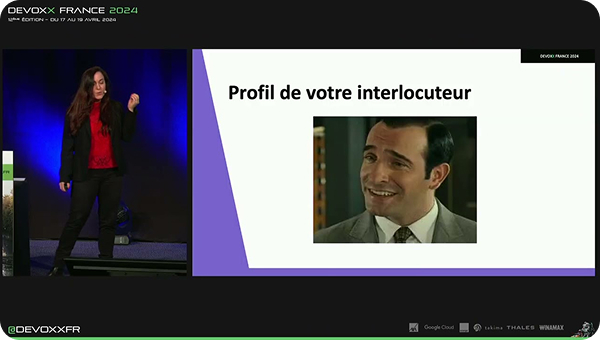 DEVOXX FRANCE 2024
12ème ÉDITION - DU 17 AU 19 AVRIL 2024
DEVOXX FRANCE 2024
Profil de votre interlocuteur
@DEVOXXFR
Google Cloud
takima
THALES
WINAMAX